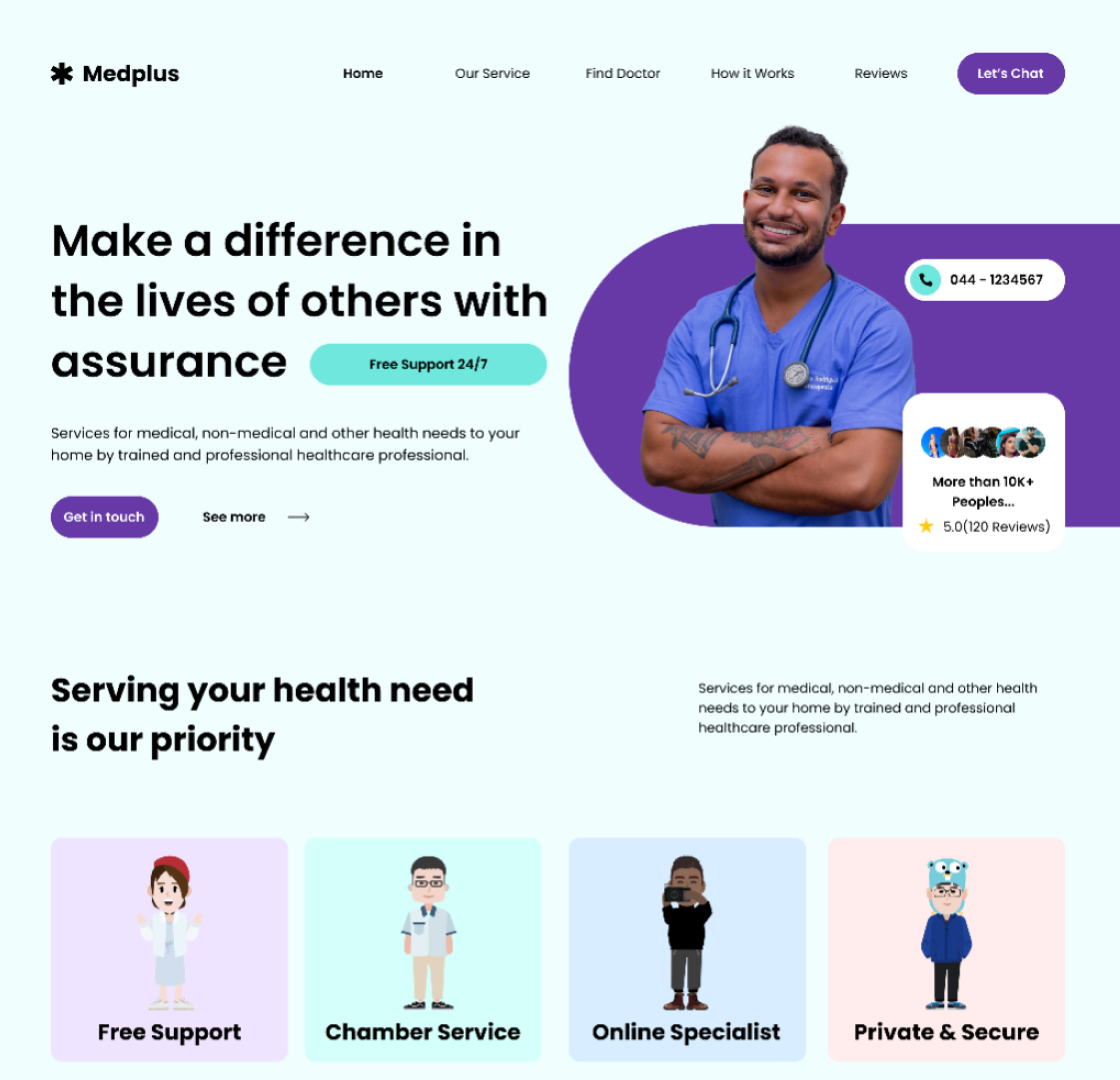 Medplus
Home
Our Service
Find Doctor
How it Works
Reviews
Let's Chat
Make a difference in
the lives of others with
assurance
Free Support 24/7
Services for medical, non-medical and other health needs to your
home by trained and professional healthcare professional.
Get in touch
See more
044 - 1234567
More than 10K+
Peoples...
5.0(120 Reviews)
Serving your health need
is our priority
Services for medical, non-medical and other health
needs to your home by trained and professional
healthcare professional.
Free Support
Chamber Service
Online Specialist
Private & Secure